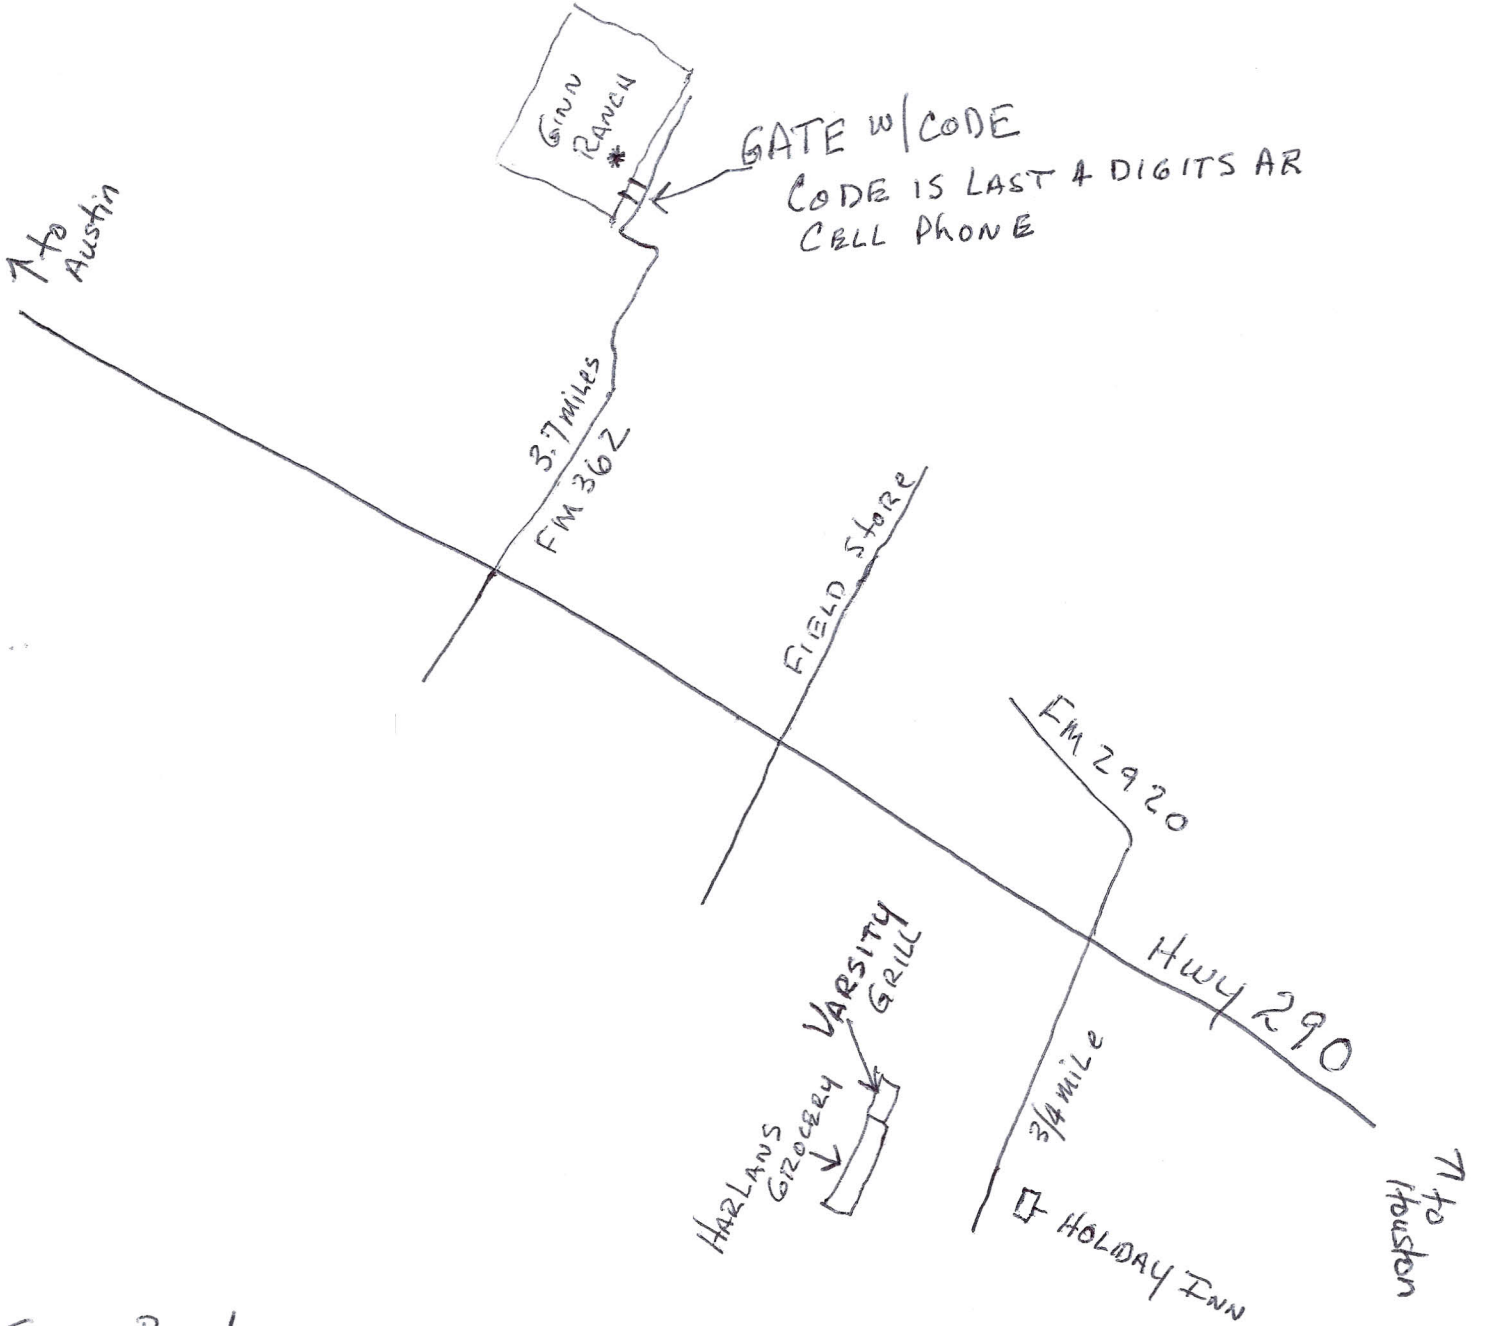 GINN
RANCH
*
GATE W/CODE
CODE IS LAST 4 DIGITS AR
CELL PHONE
↑ to
Austin
3.7 MILES
FM 362
FIELD StoRe
FM 2920
Hwy 290
VARSITY
GRILL
HARLANS
GROCERY
3/4 MILe
HOLDAY INN
→ to
Houston